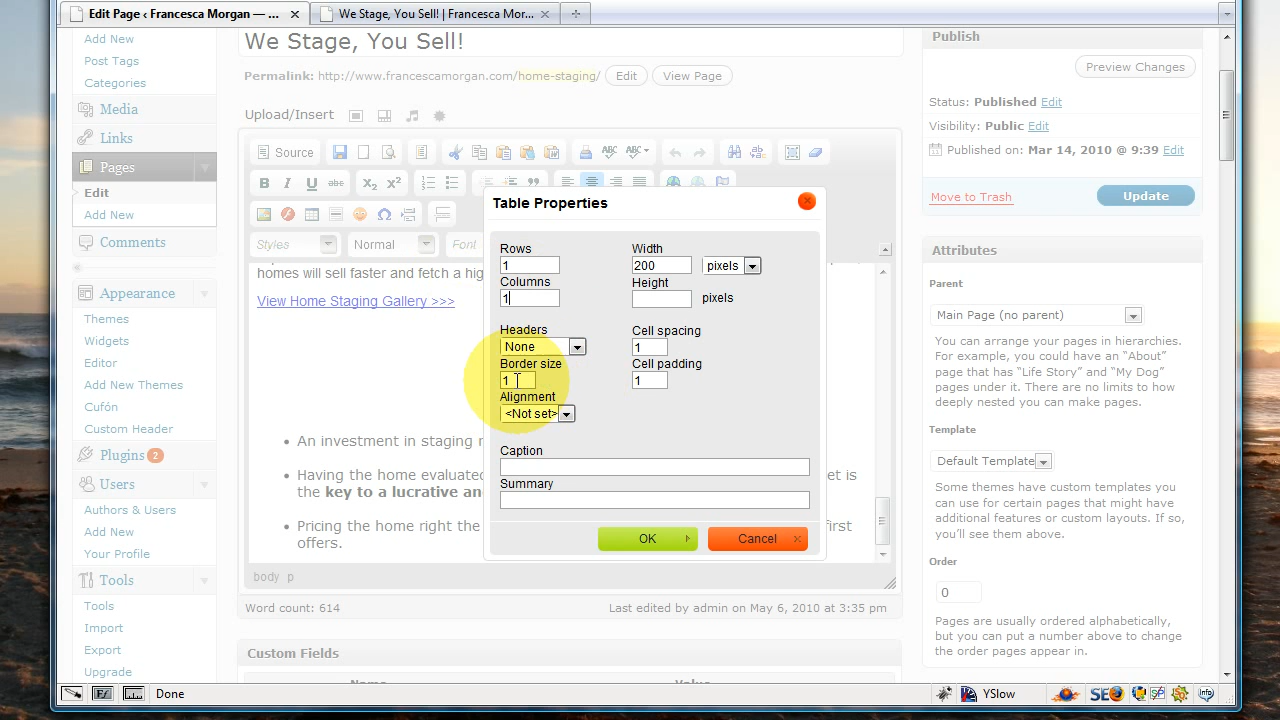 Edit Page ‹ Francesca Morgan — ...
We Stage, You Sell! | Francesca Mor...
Add New
Post Tags
Categories
Media
Links
Pages
Edit
Add New
Comments
Appearance
Themes
Widgets
Editor
Add New Themes
Cufón
Custom Header
Plugins 2
Users
Authors & Users
Add New
Your Profile
Tools
Tools
Import
Export
Upgrade
We Stage, You Sell!
Permalink: http://www.francescamorgan.com/home-staging/ Edit View Page
Upload/Insert
Source
ABC ABC
B I U ABC X₂ X²
Styles Normal Font
homes will sell faster and fetch a hig
View Home Staging Gallery >>>
An investment in staging
Having the home evaluated et is
the key to a lucrative an
Pricing the home right the first
offers.
body p
Word count: 614 Last edited by admin on May 6, 2010 at 3:35 pm
Custom Fields
Name Value
Table Properties
Rows Width
1 200 pixels
Columns Height
1 pixels
Headers Cell spacing
None 1
Border size Cell padding
1 1
Alignment
<Not set>
Caption
Summary
OK Cancel
Publish
Preview Changes
Status: Published Edit
Visibility: Public Edit
Published on: Mar 14, 2010 @ 9:39 Edit
Move to Trash Update
Attributes
Parent
Main Page (no parent)
You can arrange your pages in hierarchies.
For example, you could have an “About”
page that has “Life Story” and “My Dog”
pages under it. There are no limits to how
deeply nested you can make pages.
Template
Default Template
Some themes have custom templates you
can use for certain pages that might have
additional features or custom layouts. If so,
you’ll see them above.
Order
0
Pages are usually ordered alphabetically,
but you can put a number above to change
the order pages appear in.
Done YSlow SEO